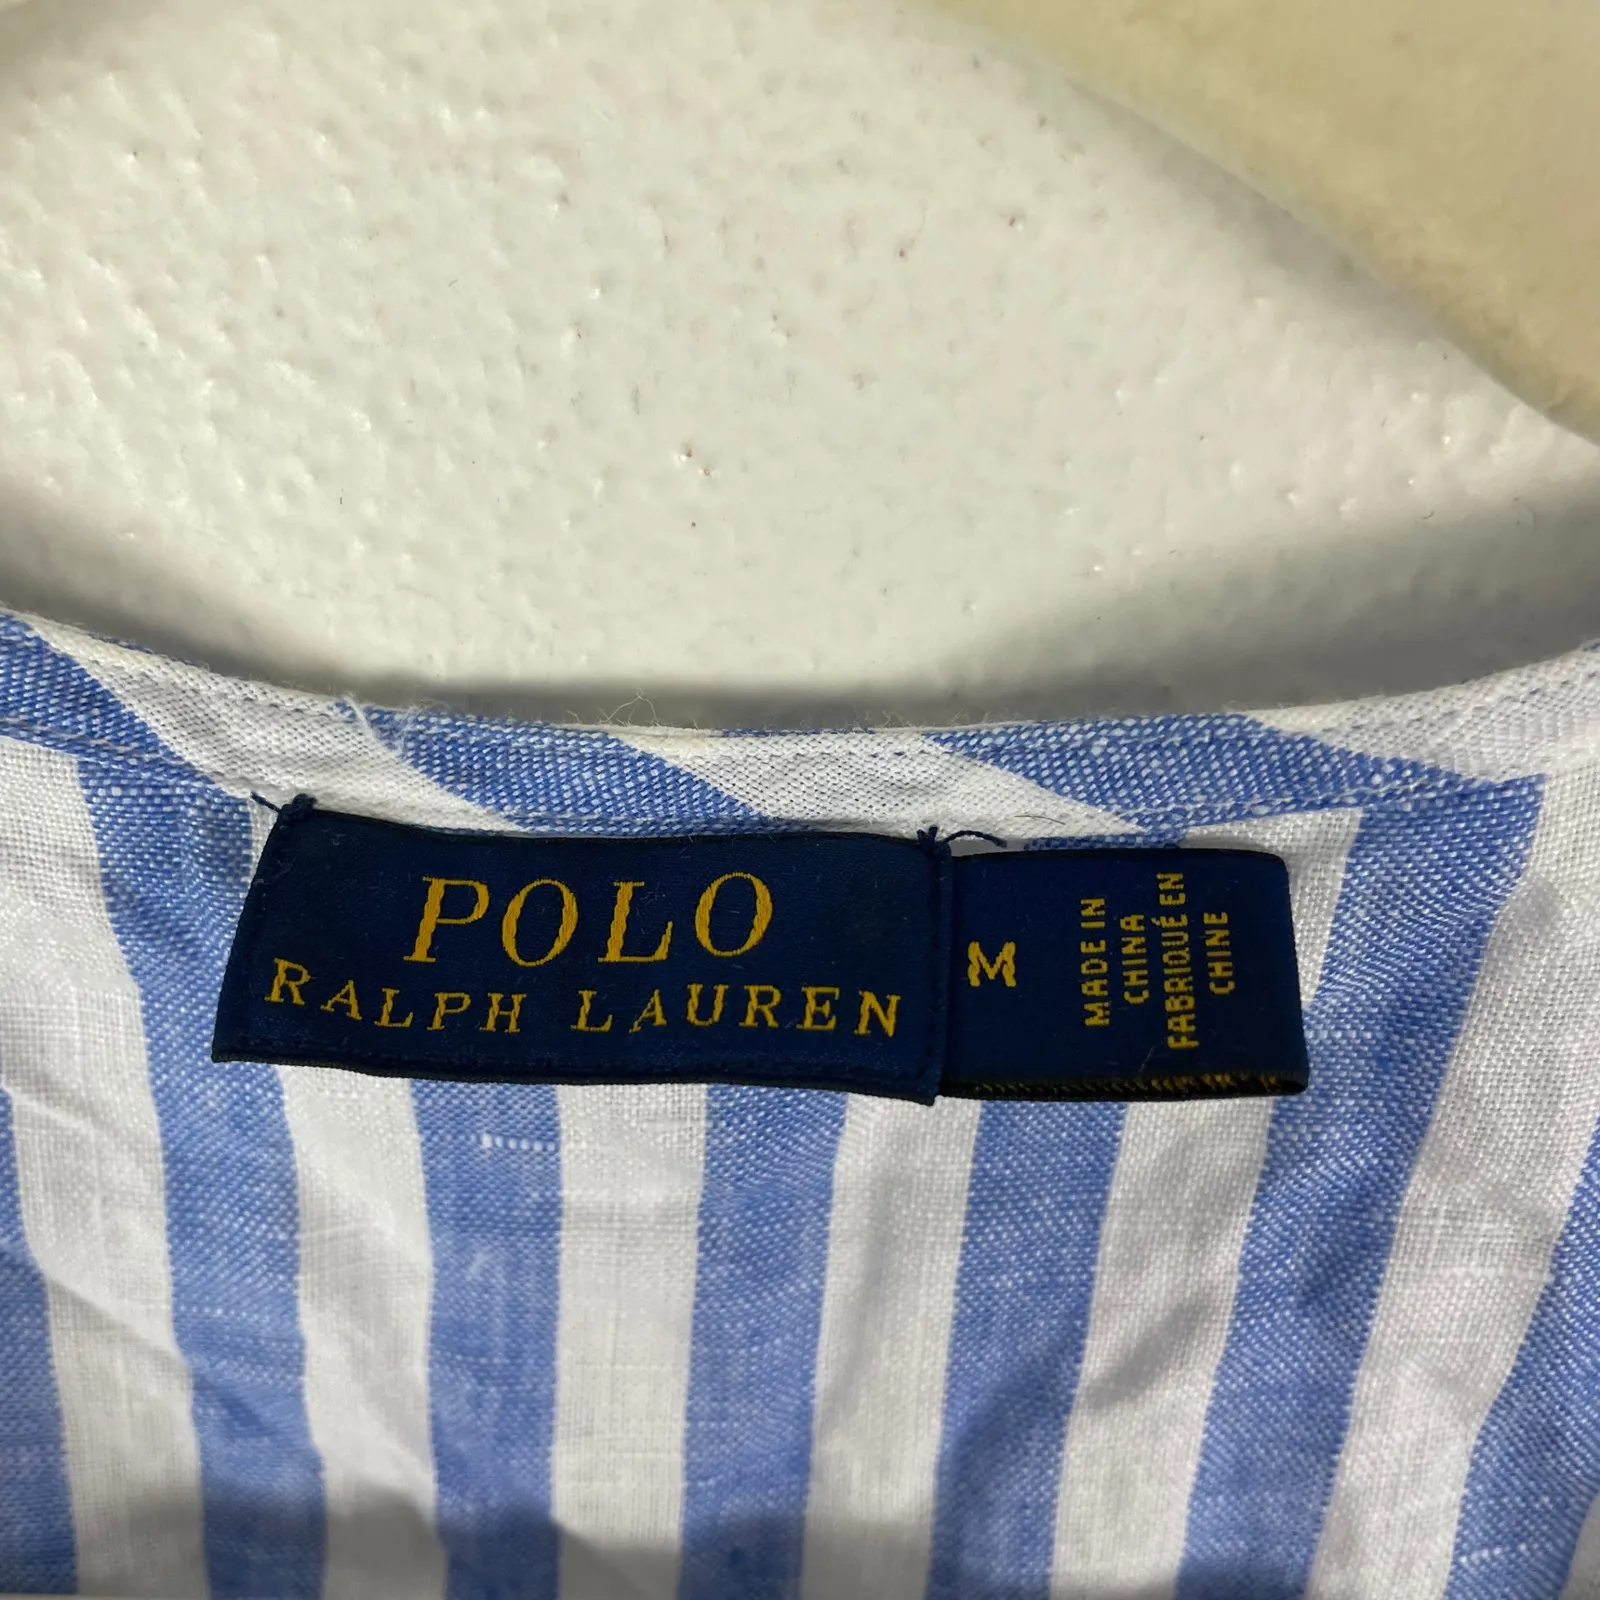 POLO
RALPH LAUREN
M
MADE IN
CHINA
FABRIQUÉ EN
CHINE